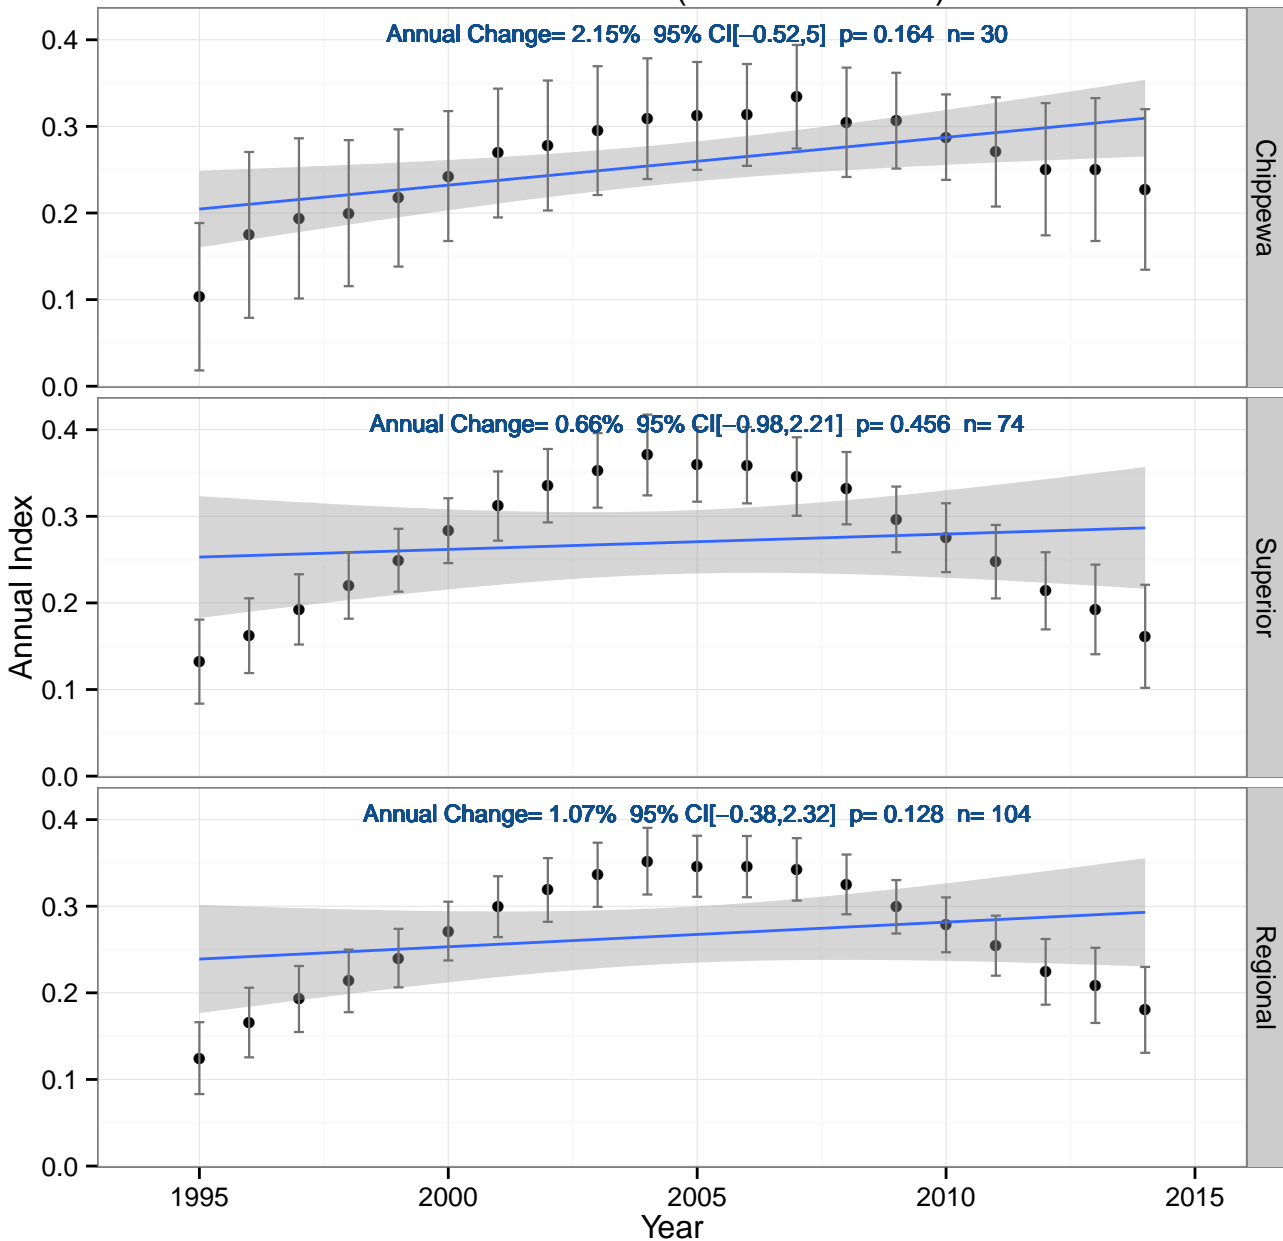 Annual Change= 2.15% 95% CI[−0.52,5] p= 0.164 n= 30
0.4
0.3
0.2
0.1
0.0
Chippewa
Annual Change= 0.66% 95% CI[−0.98,2.21] p= 0.456 n= 74
0.4
0.3
0.2
0.1
0.0
Superior
Annual Index
Annual Change= 1.07% 95% CI[−0.38,2.32] p= 0.128 n= 104
0.4
0.3
0.2
0.1
0.0
Regional
1995 2000 2005 2010 2015
Year